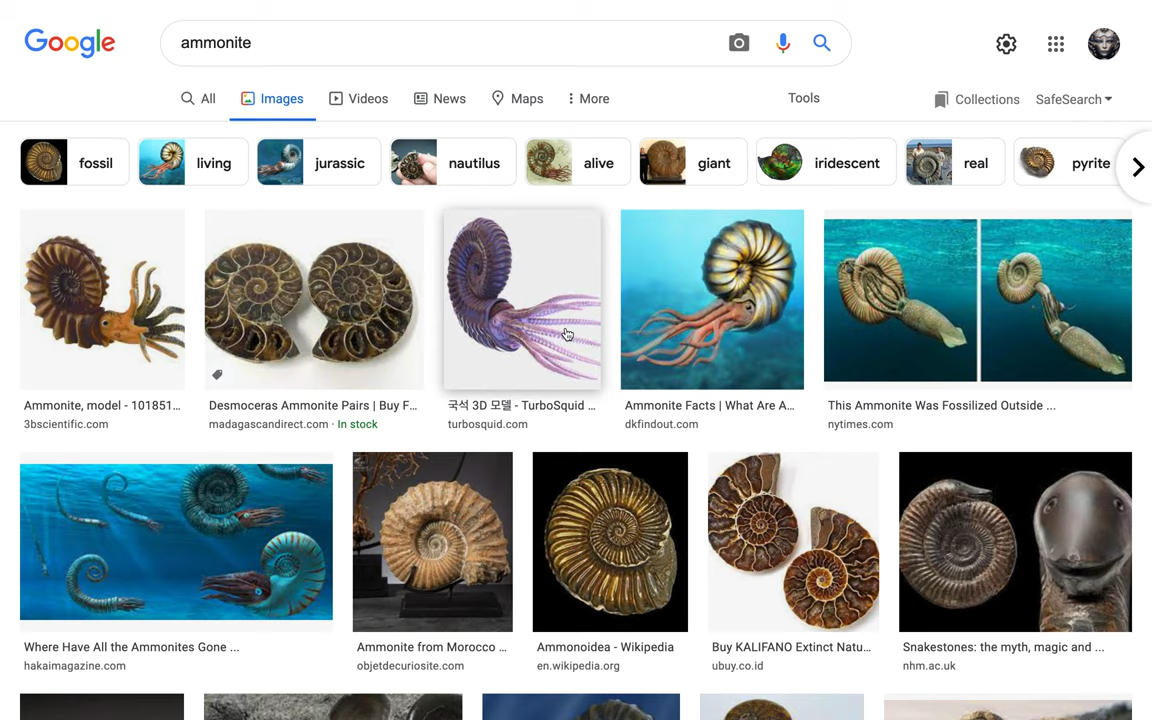 Google
ammonite
All
Images
Videos
News
Maps
More
Tools
Collections
SafeSearch
fossil
living
jurassic
nautilus
alive
giant
iridescent
real
pyrite
Ammonite, model - 101851...
3bscientific.com
Desmoceras Ammonite Pairs | Buy F...
madagascandirect.com · In stock
국석 3D 모델 - TurboSquid ...
turbosquid.com
Ammonite Facts | What Are A...
dkfindout.com
This Ammonite Was Fossilized Outside ...
nytimes.com
Where Have All the Ammonites Gone ...
hakaimagazine.com
Ammonite from Morocco ...
objetdecuriosite.com
Ammonoidea - Wikipedia
en.wikipedia.org
Buy KALIFANO Extinct Natu...
ubuy.co.id
Snakestones: the myth, magic and ...
nhm.ac.uk